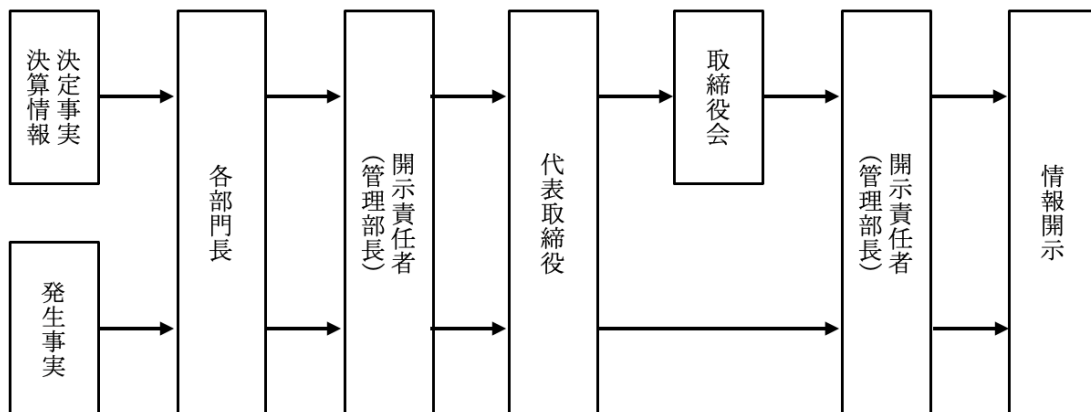 決定事実
決算情報
発生事実
各部門長
開示責任者
（管理部長）
代表取締役
取締役会
開示責任者
（管理部長）
情報開示